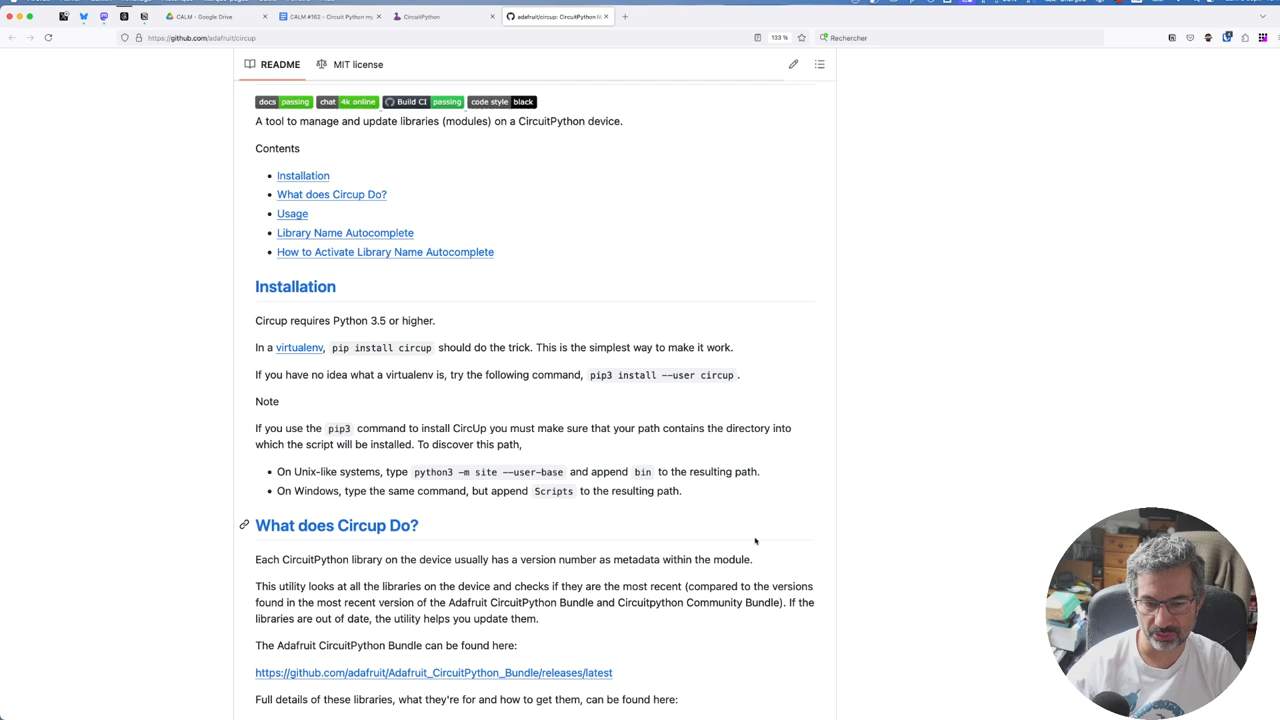 CALM - Google Drive
CALM #162 - Circuit Python my
CircuitPython
adafruit/circup: CircuitPython li
https://github.com/adafruit/circup
133 %
Rechercher
README
MIT license
docs passing chat 4k online Build CI passing code style black
A tool to manage and update libraries (modules) on a CircuitPython device.
Contents
Installation
What does Circup Do?
Usage
Library Name Autocomplete
How to Activate Library Name Autocomplete
Installation
Circup requires Python 3.5 or higher.
In a virtualenv, pip install circup should do the trick. This is the simplest way to make it work.
If you have no idea what a virtualenv is, try the following command, pip3 install --user circup.
Note
If you use the pip3 command to install CircUp you must make sure that your path contains the directory into
which the script will be installed. To discover this path,
On Unix-like systems, type python3 -m site --user-base and append bin to the resulting path.
On Windows, type the same command, but append Scripts to the resulting path.
What does Circup Do?
Each CircuitPython library on the device usually has a version number as metadata within the module.
This utility looks at all the libraries on the device and checks if they are the most recent (compared to the versions
found in the most recent version of the Adafruit CircuitPython Bundle and Circuitpython Community Bundle). If the
libraries are out of date, the utility helps you update them.
The Adafruit CircuitPython Bundle can be found here:
https://github.com/adafruit/Adafruit_CircuitPython_Bundle/releases/latest
Full details of these libraries, what they're for and how to get them, can be found here: